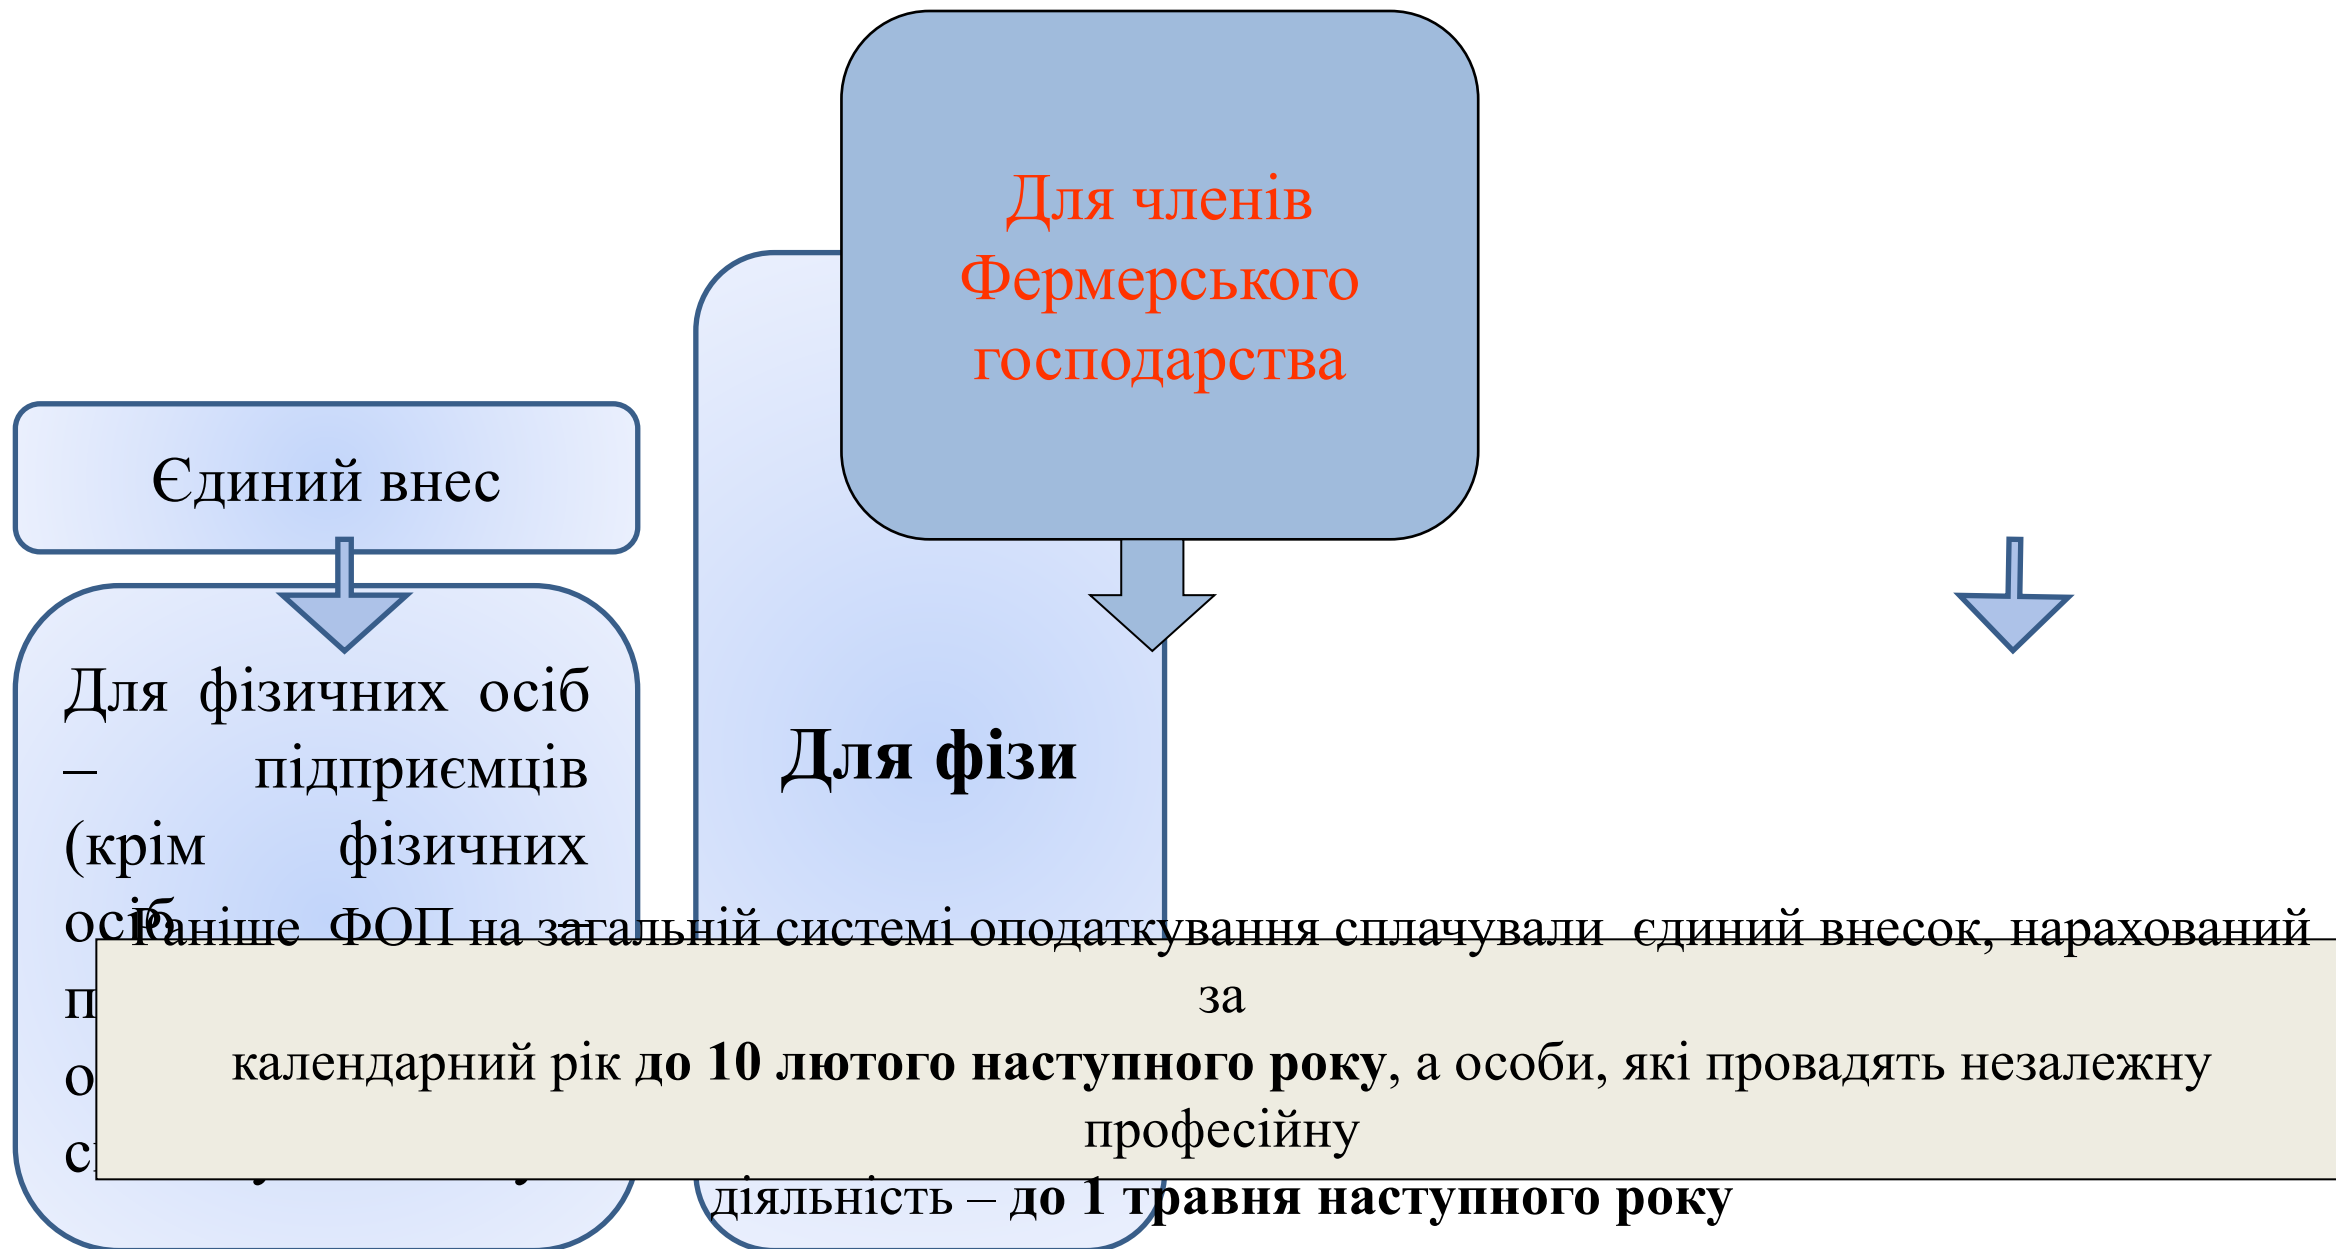 Для членів
Фермерського
господарства
Єдиний внес
Для фізичних осіб
– підприємців
(крім фізичних
осіб –
Для фізи
Раніше ФОП на загальній системі оподаткування сплачували єдиний внесок, нарахований
за
календарний рік до 10 лютого наступного року, а особи, які провадять незалежну
професійну
діяльність – до 1 травня наступного року